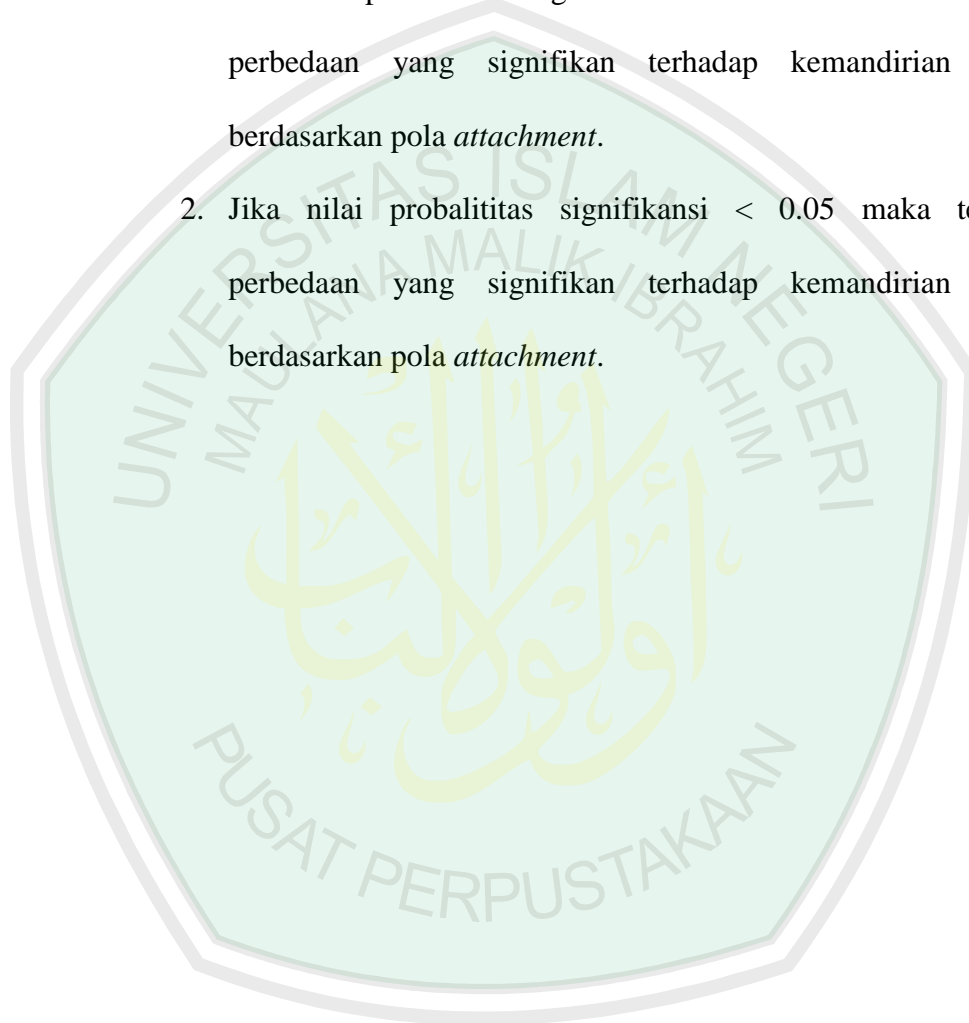 perbedaan yang signifikan terhadap kemandirian
berdasarkan pola attachment.
2. Jika nilai probalititas signifikansi < 0.05 maka
perbedaan yang signifikan terhadap kemandirian
berdasarkan pola attachment.
UNIVERSITAS ISLAM NEGERI
MAULANA MALIK IBRAHIM
PUSAT PERPUSTAKAAN